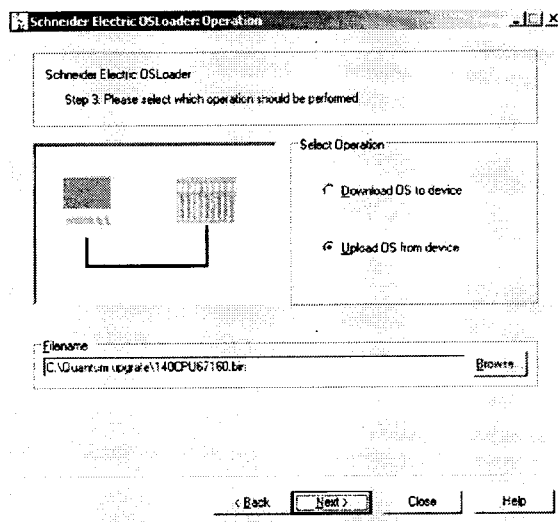 Schneider Electric OSLoader: Operation
Schneider Electric OSLoader
Step 3: Please select which operation should be performed
Select Operation
Download OS to device
Upload OS from device
Filename
C:\Quantum upgrate\140CPU67160.bin
Browse...
< Back
Next >
Close
Help